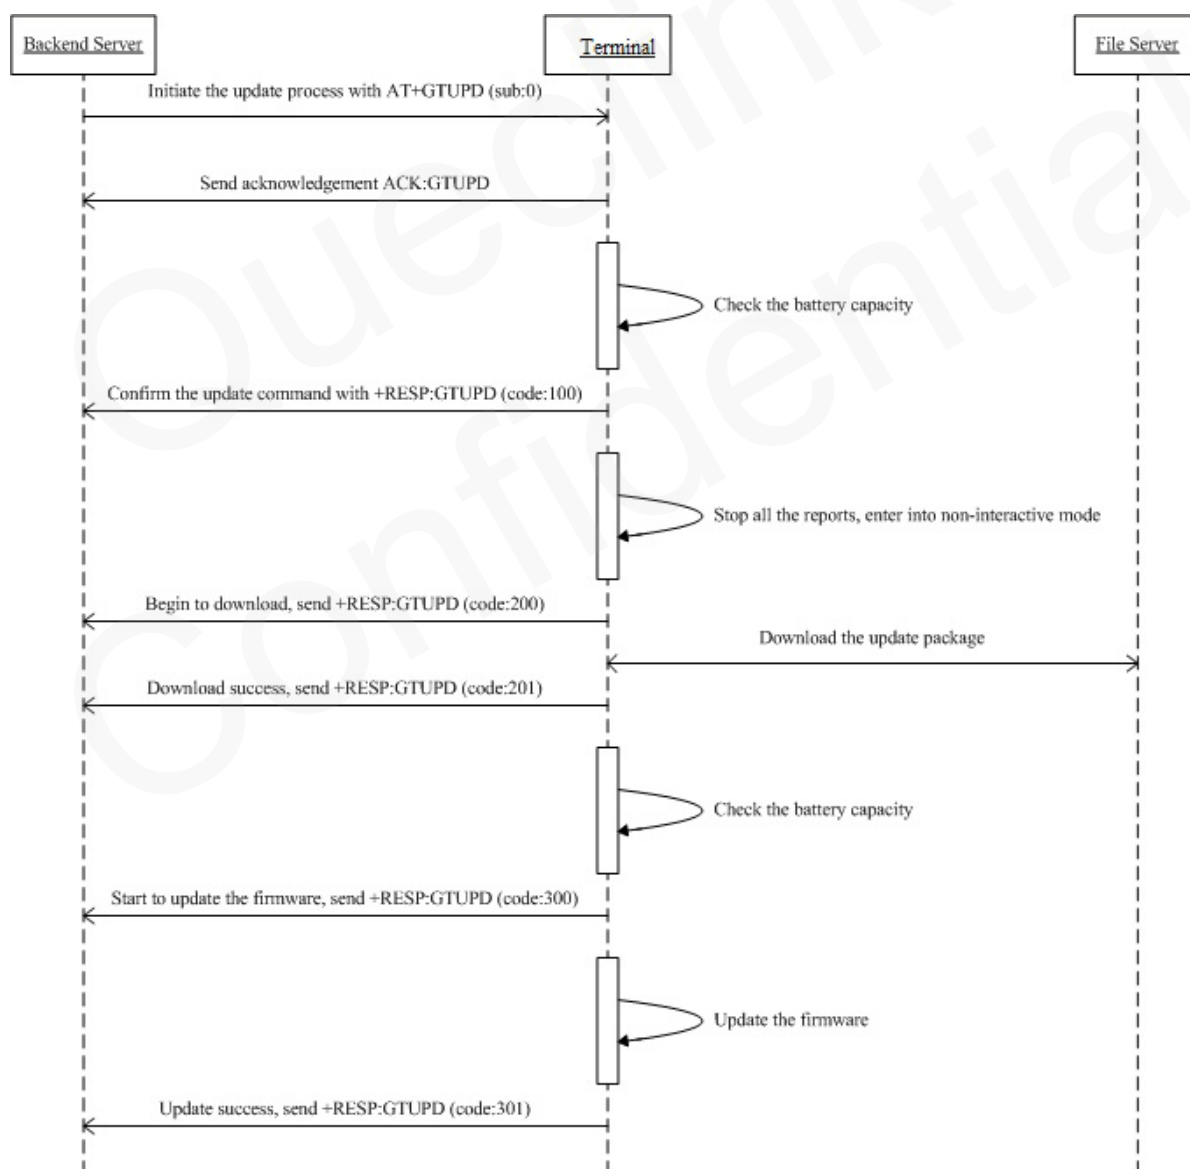 Backend Server
Terminal
File Server
Initiate the update process with AT+GTUPD (sub:0)
Send acknowledgement ACK:GTUPD
Check the battery capacity
Confirm the update command with +RESP:GTUPD (code:100)
Stop all the reports, enter into non-interactive mode
Begin to download, send +RESP:GTUPD (code:200)
Download the update package
Download success, send +RESP:GTUPD (code:201)
Check the battery capacity
Start to update the firmware, send +RESP:GTUPD (code:300)
Update the firmware
Update success, send +RESP:GTUPD (code:301)
Queclink
Confidential